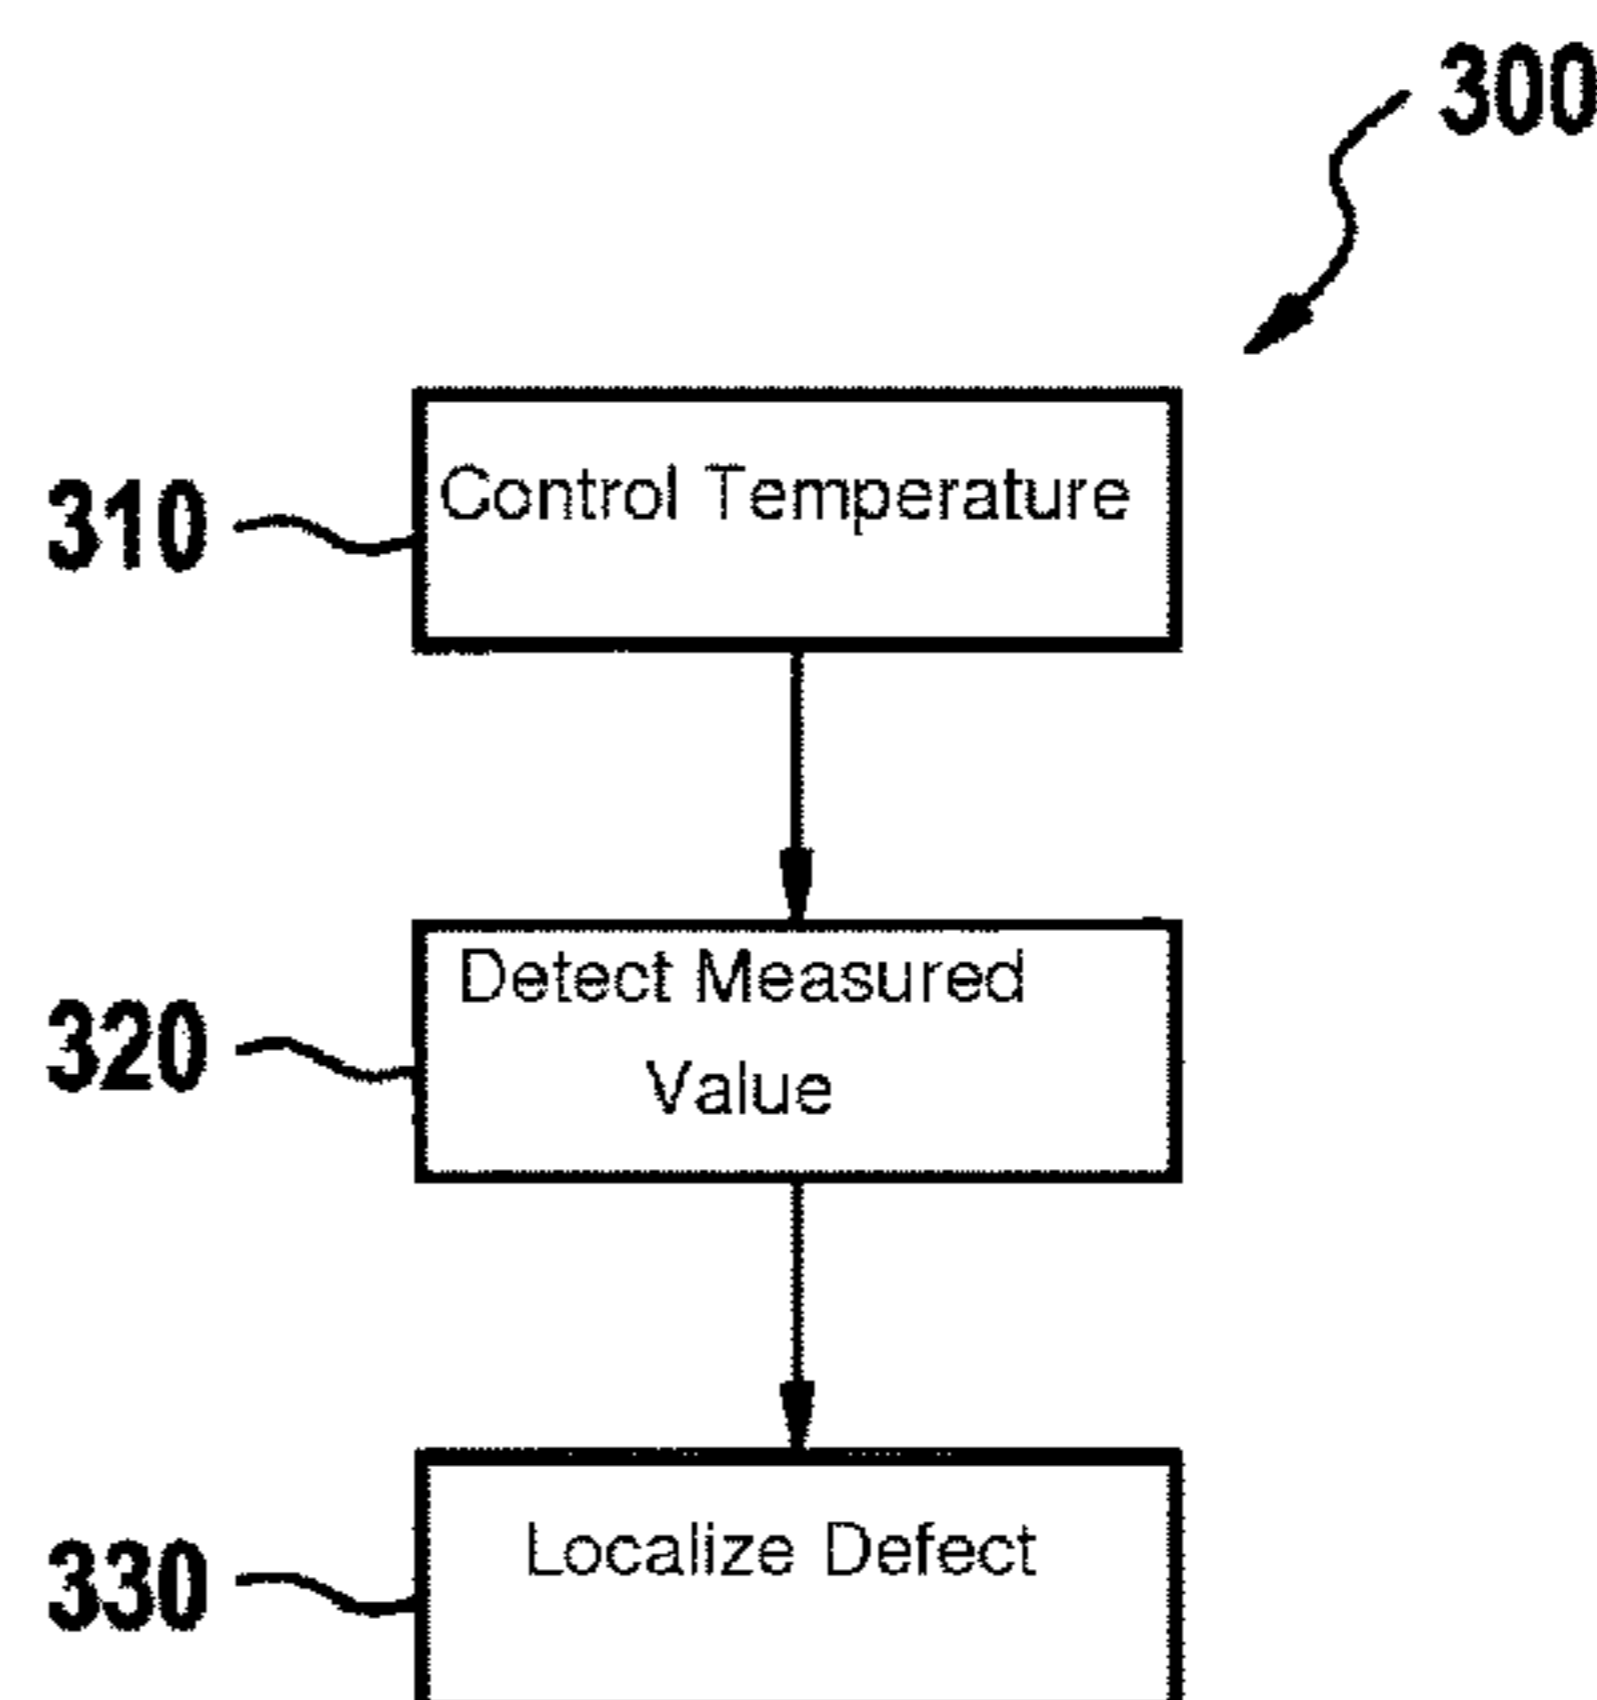 300
310
Control Temperature
320
Detect Measured
Value
330
Localize Defect